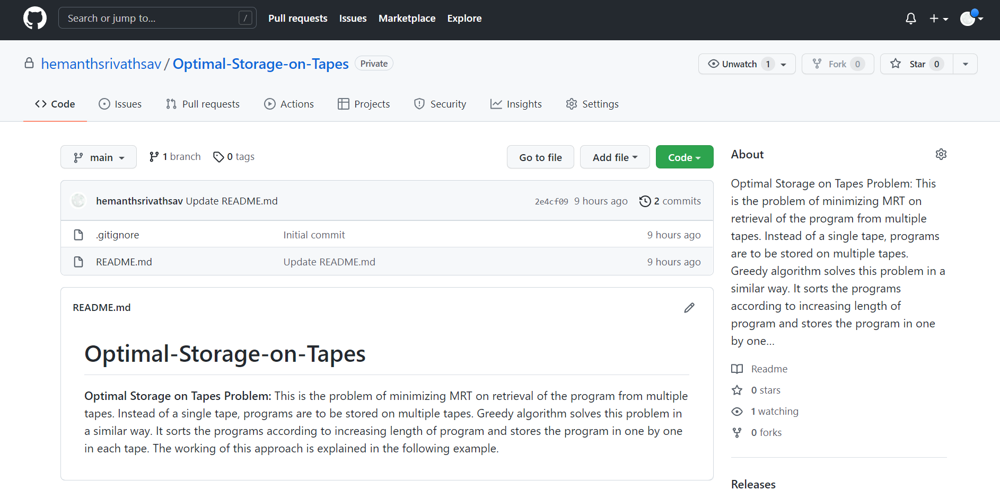 Search or jump to... /
Pull requests Issues Marketplace Explore
hemanthsrivathsav / Optimal-Storage-on-Tapes Private
Unwatch 1 Fork 0 Star 0
Code Issues Pull requests Actions Projects Security Insights Settings
main 1 branch 0 tags
Go to file Add file Code
hemanthsrivathsav Update README.md 2e4cf09 9 hours ago 2 commits
.gitignore Initial commit 9 hours ago
README.md Update README.md 9 hours ago
README.md
Optimal-Storage-on-Tapes
Optimal Storage on Tapes Problem: This is the problem of minimizing MRT on retrieval of the program from multiple
tapes. Instead of a single tape, programs are to be stored on multiple tapes. Greedy algorithm solves this problem in
a similar way. It sorts the programs according to increasing length of program and stores the program in one by one
in each tape. The working of this approach is explained in the following example.
About
Optimal Storage on Tapes Problem: This
is the problem of minimizing MRT on
retrieval of the program from multiple
tapes. Instead of a single tape, programs
are to be stored on multiple tapes.
Greedy algorithm solves this problem in a
similar way. It sorts the programs
according to increasing length of
program and stores the program in one
by one...
Readme
0 stars
1 watching
0 forks
Releases